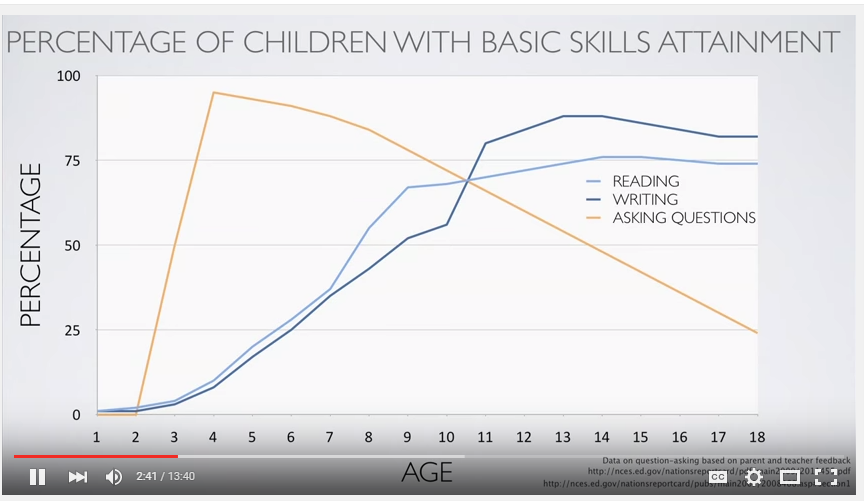 PERCENTAGE OF CHILDREN WITH BASIC SKILLS ATTAINMENT
100
75
50
25
0
PERCENTAGE
READING
WRITING
ASKING QUESTIONS
1 2 3 4 5 6 7 8 9 10 11 12 13 14 15 16 17 18
AGE
Data on question-asking based on parent and teacher feedback
2:41 / 13:40
CC